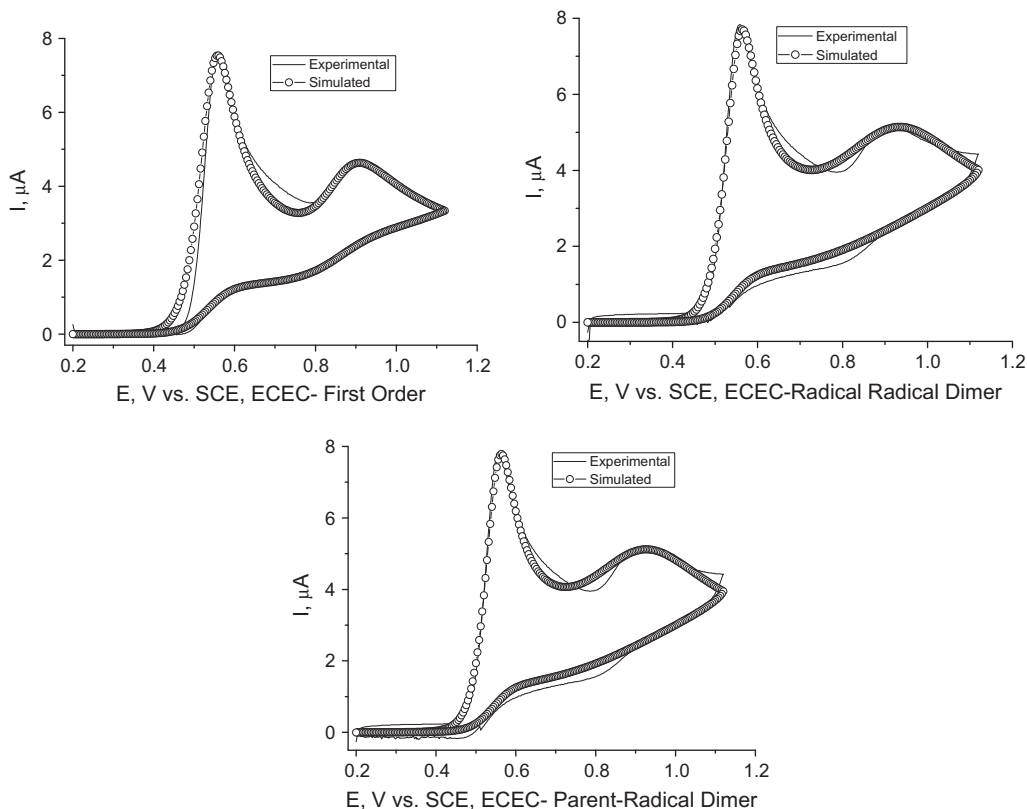 I, μA
8
6
4
2
0
Experimental
Simulated
0.2 0.4 0.6 0.8 1.0 1.2
E, V vs. SCE, ECEC- First Order
I, μA
8
6
4
2
0
Experimental
Simulated
0.2 0.4 0.6 0.8 1.0 1.2
E, V vs. SCE, ECEC-Radical Radical Dimer
I, μA
8
6
4
2
0
Experimental
Simulated
0.2 0.4 0.6 0.8 1.0 1.2
E, V vs. SCE, ECEC- Parent-Radical Dimer